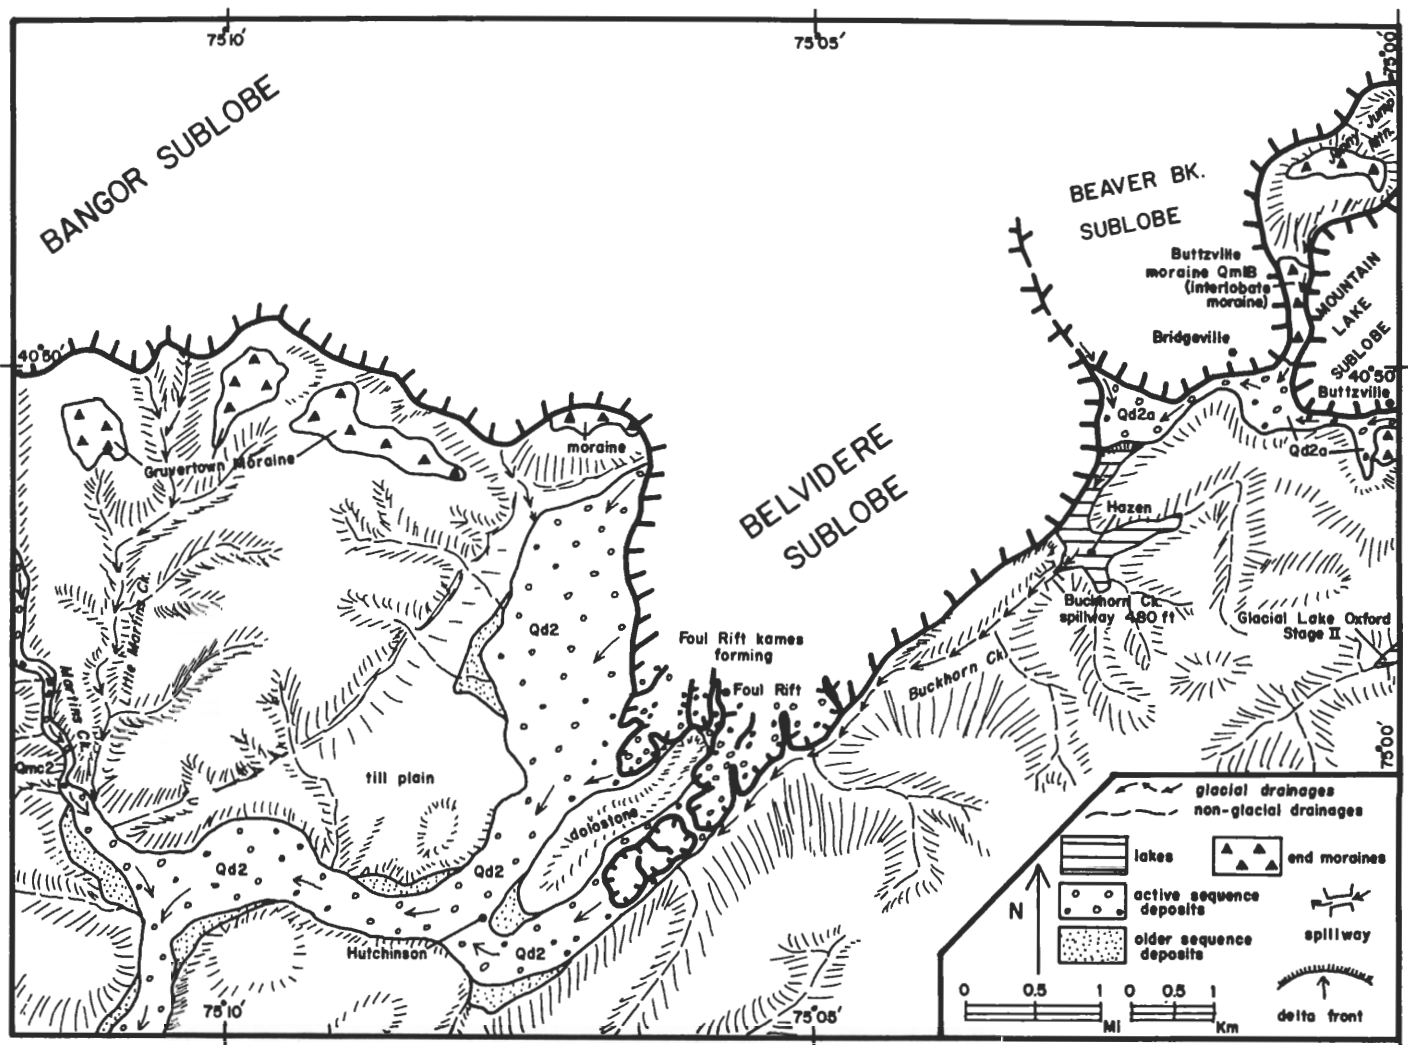 75°10′
75°05′
75°00′
BANGOR SUBLOBE
BEAVER BK.
SUBLOBE
Jenny Jump
Mtn.
Buttzville
moraine QmIIB
(interlobate
moraine)
MOUNTAIN
LAKE
SUBLOBE
Bridgeville
40°50′
40°50′
Buttzville
Qd2a
Qd2a
moraine
Gruvertown Moraine
BELVIDERE
SUBLOBE
Hazen
Buckhorn Ck.
spillway 480 ft
Glacial Lake Oxford
Stage II
Little Martins Ck.
Martins Ck.
Qd2
Foul Rift kames
forming
Foul Rift
Buckhorn Ck.
Qmc2
till plain
dolostone
Qd2
Qd2
Hutchinson
Qd2
75°00′
75°10′
75°05′
glacial drainages
non-glacial drainages
lakes
end moraines
active sequence
deposits
spillway
older sequence
deposits
delta front
N
0 0.5 1
Mi
0 0.5 1
Km